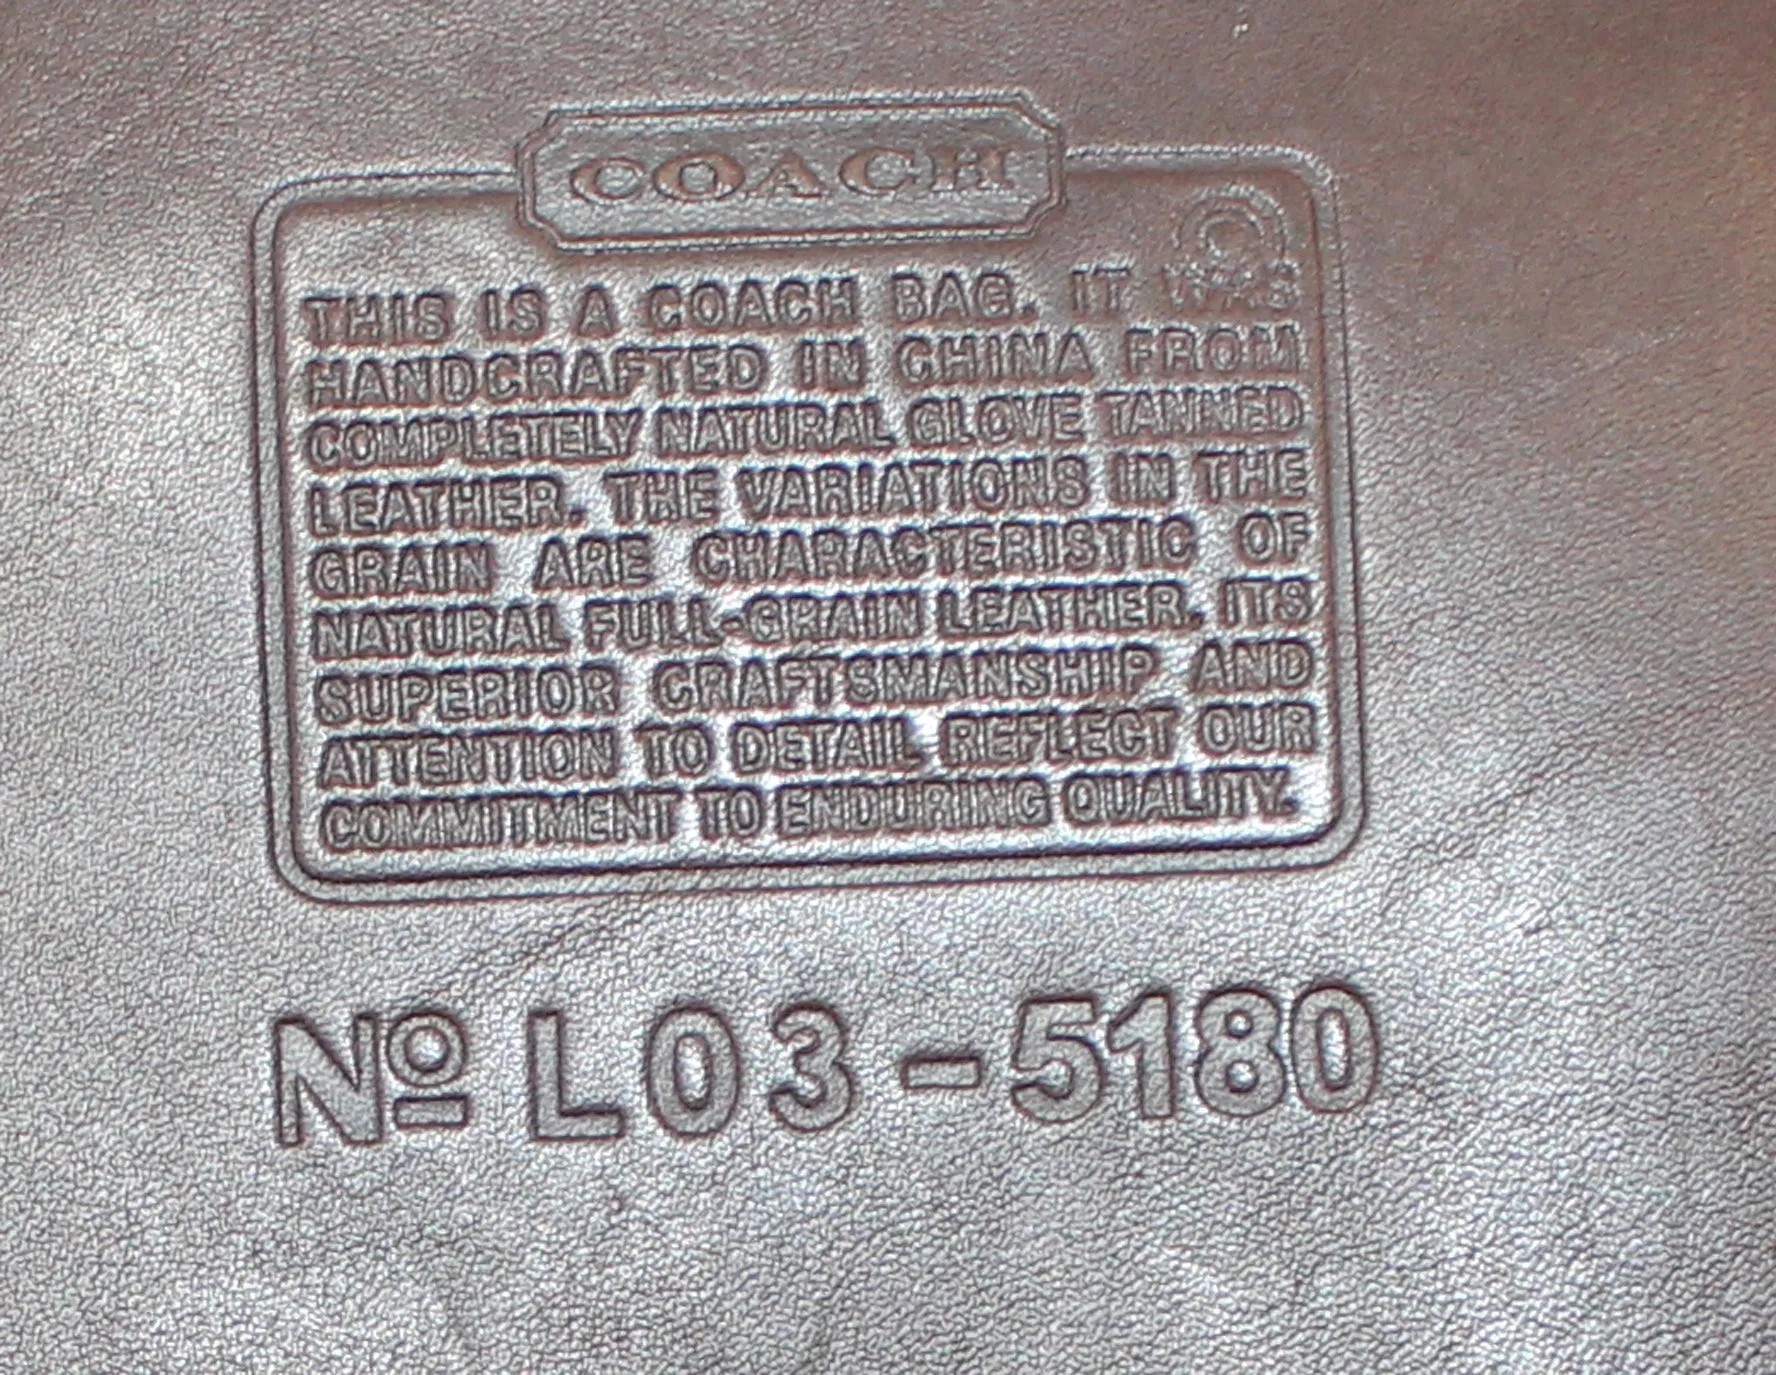 COACH
THIS IS A COACH BAG. IT WAS
HANDCRAFTED IN CHINA FROM
COMPLETELY NATURAL GLOVE TANNED
LEATHER. THE VARIATIONS IN THE
GRAIN ARE CHARACTERISTIC OF
NATURAL FULL-GRAIN LEATHER. ITS
SUPERIOR CRAFTSMANSHIP AND
ATTENTION TO DETAIL REFLECT OUR
COMMITMENT TO ENDURING QUALITY.
Nº L03-5180